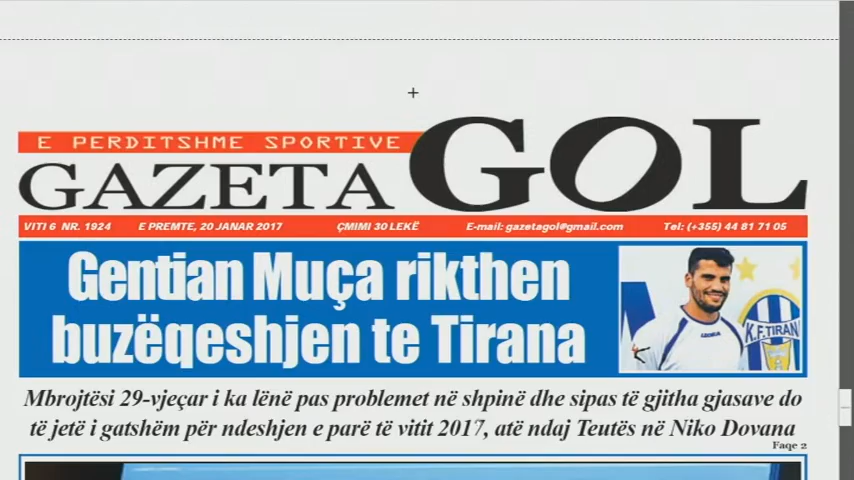 E PERDITSHME SPORTIVE
GAZETA GOL
VITI 6 NR. 1924 E PREMTE, 20 JANAR 2017 ÇMIMI 30 LEKË E-mail: gazetagol@gmail.com Tel: (+355) 44 81 71 05
Gentian Muça rikthen
buzëqeshjen te Tirana
IZORA
K.F.TIRAN
Mbrojtësi 29-vjeçar i ka lënë pas problemet në shpinë dhe sipas të gjitha gjasave do
të jetë i gatshëm për ndeshjen e parë të vitit 2017, atë ndaj Teutës në Niko Dovana
Faqe 2